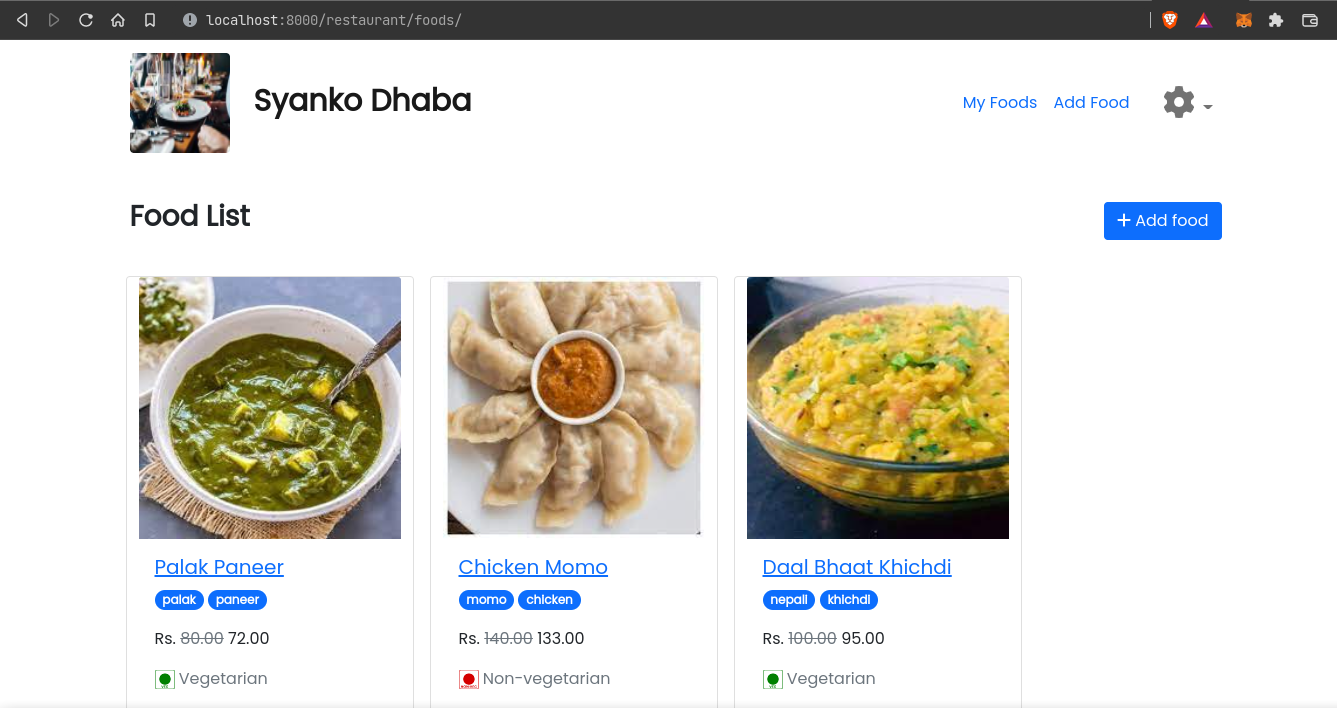 localhost:8000/restaurant/foods/
Syanko Dhaba
My Foods Add Food
Food List
+ Add food
Palak Paneer
palak paneer
Rs. 80.00 72.00
Vegetarian
Chicken Momo
momo chicken
Rs. 140.00 133.00
Non-vegetarian
Daal Bhaat Khichdi
nepali khichdi
Rs. 100.00 95.00
Vegetarian